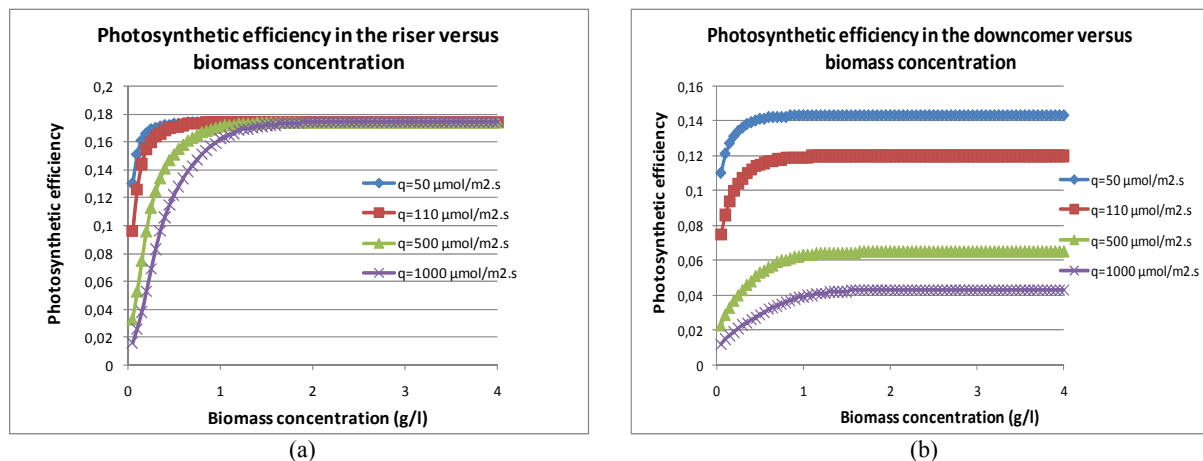 Photosynthetic efficiency in the riser versus
biomass concentration
Photosynthetic efficiency
0,2
0,18
0,16
0,14
0,12
0,1
0,08
0,06
0,04
0,02
0
0 1 2 3 4
Biomass concentration (g/l)
q=50 µmol/m2.s
q=110 µmol/m2.s
q=500 µmol/m2.s
q=1000 µmol/m2.s
(a)
Photosynthetic efficiency in the downcomer versus
biomass concentration
Photosynthetic efficiency
0,16
0,14
0,12
0,1
0,08
0,06
0,04
0,02
0
0 1 2 3 4
Biomass concentration (g/l)
q=50 µmol/m2.s
q=110 µmol/m2.s
q=500 µmol/m2.s
q=1000 µmol/m2.s
(b)